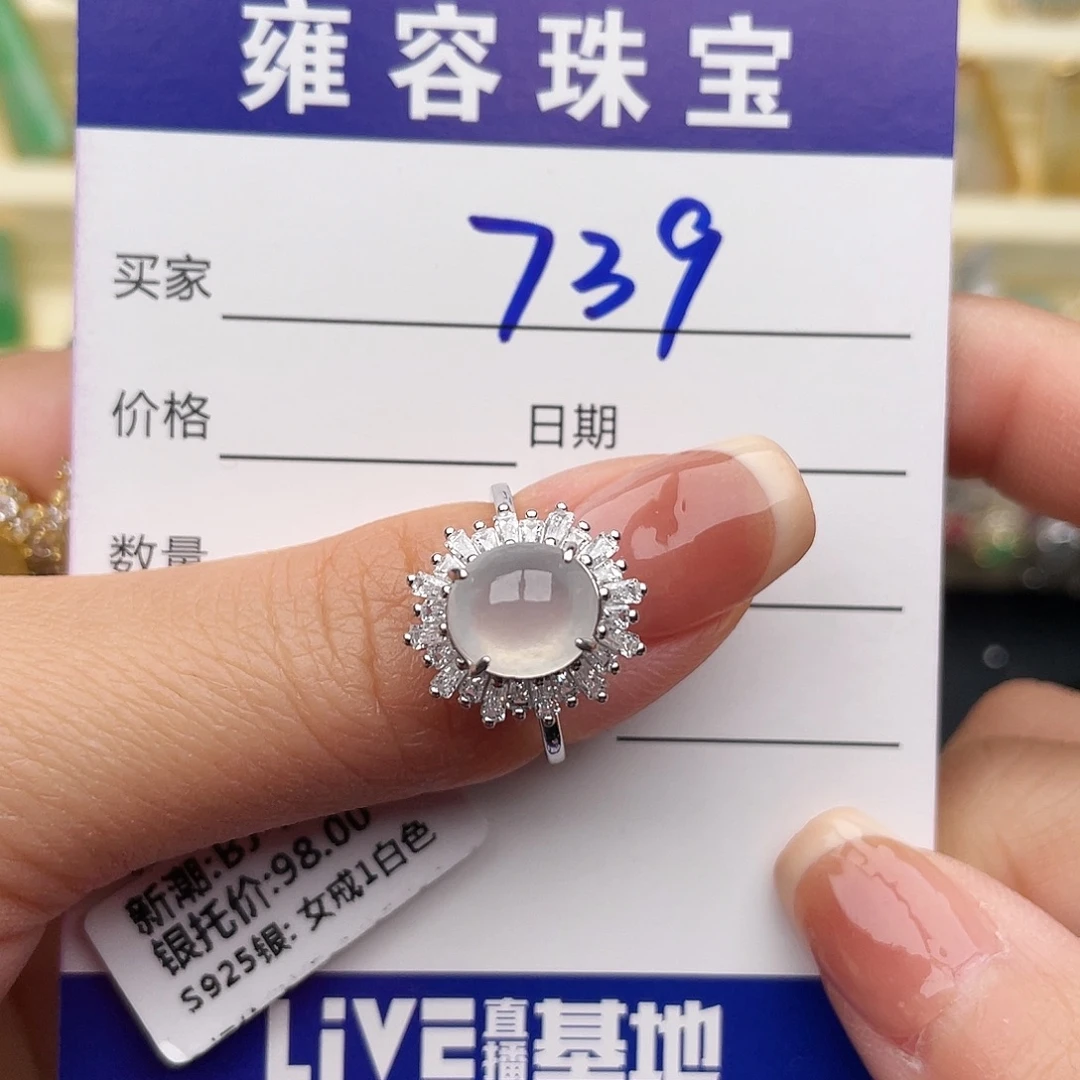 雍容珠宝
买家 739
价格 日期
数量
新潮:BJ
银托价:98.00
S925银: 女戒1白色
LiVE直播基地